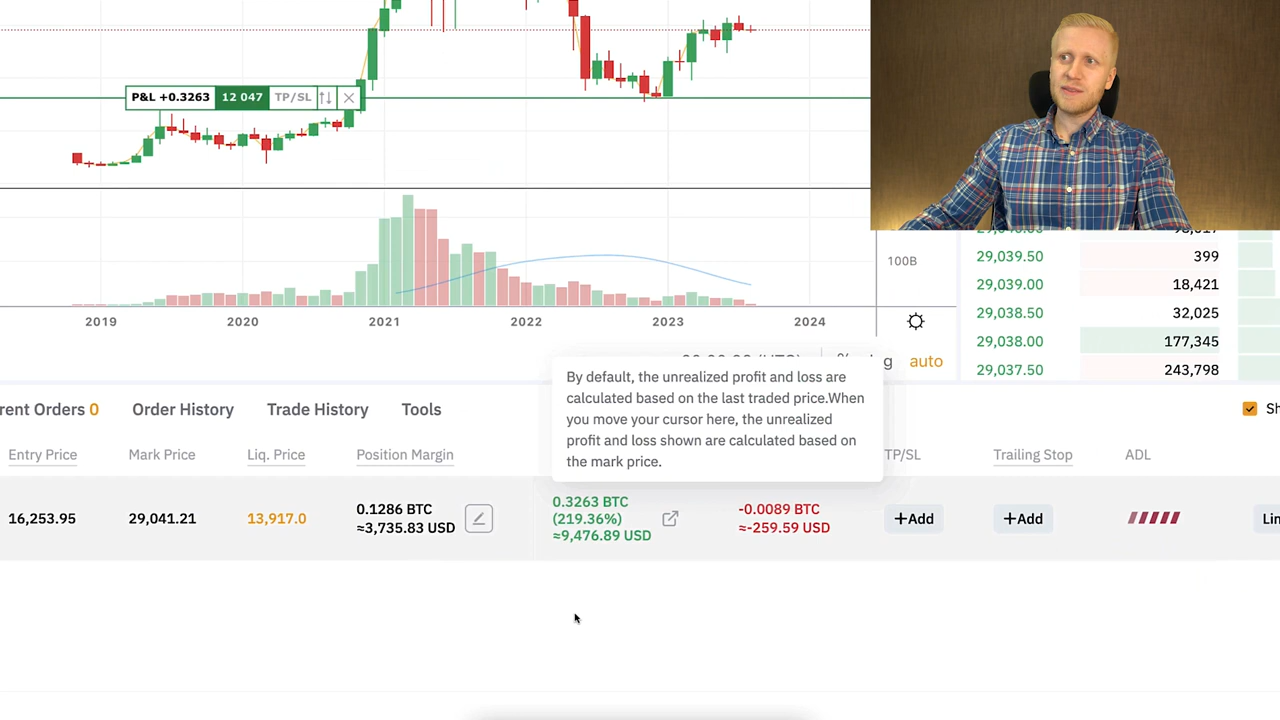 P&L +0.3263 12 047 TP/SL
100B
29,039.50 399
29,039.00 18,421
29,038.50 32,025
29,038.00 177,345
29,037.50 243,798
2019 2020 2021 2022 2023 2024
auto
By default, the unrealized profit and loss are
calculated based on the last traded price.When
you move your cursor here, the unrealized
profit and loss shown are calculated based on
the mark price.
rent Orders 0 Order History Trade History Tools
Entry Price Mark Price Liq. Price Position Margin TP/SL Trailing Stop ADL
16,253.95 29,041.21 13,917.0
0.1286 BTC
≈3,735.83 USD
0.3263 BTC
(219.36%)
≈9,476.89 USD
-0.0089 BTC
≈-259.59 USD
+Add +Add